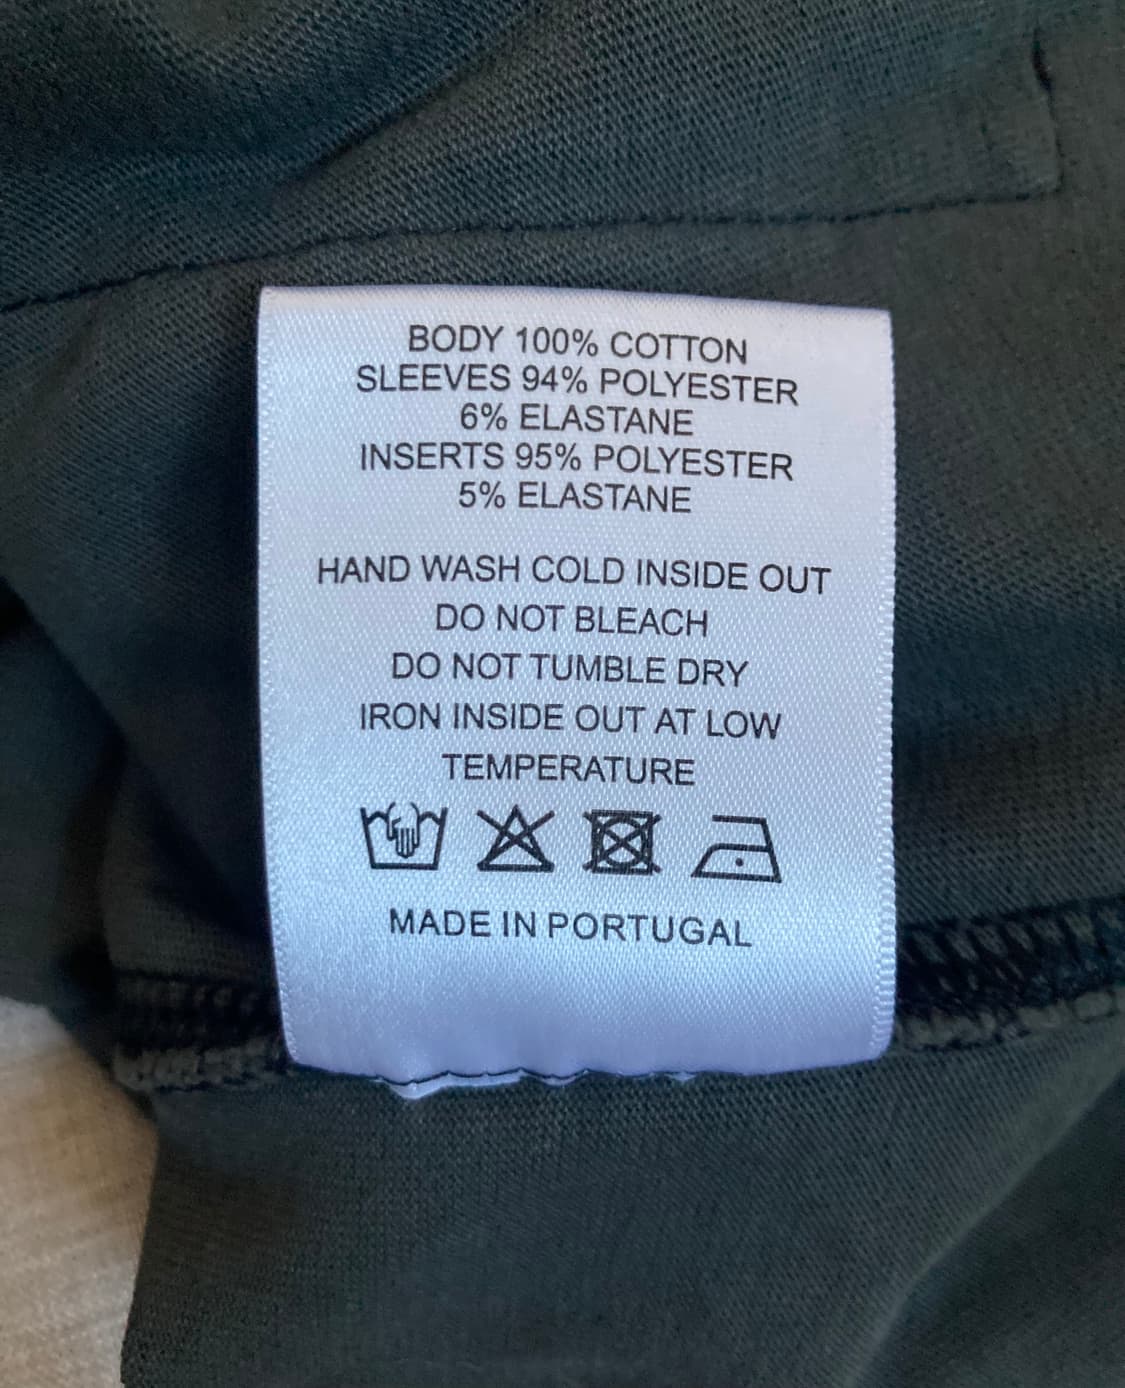 BODY 100% COTTON
SLEEVES 94% POLYESTER
6% ELASTANE
INSERTS 95% POLYESTER
5% ELASTANE
HAND WASH COLD INSIDE OUT
DO NOT BLEACH
DO NOT TUMBLE DRY
IRON INSIDE OUT AT LOW
TEMPERATURE
MADE IN PORTUGAL